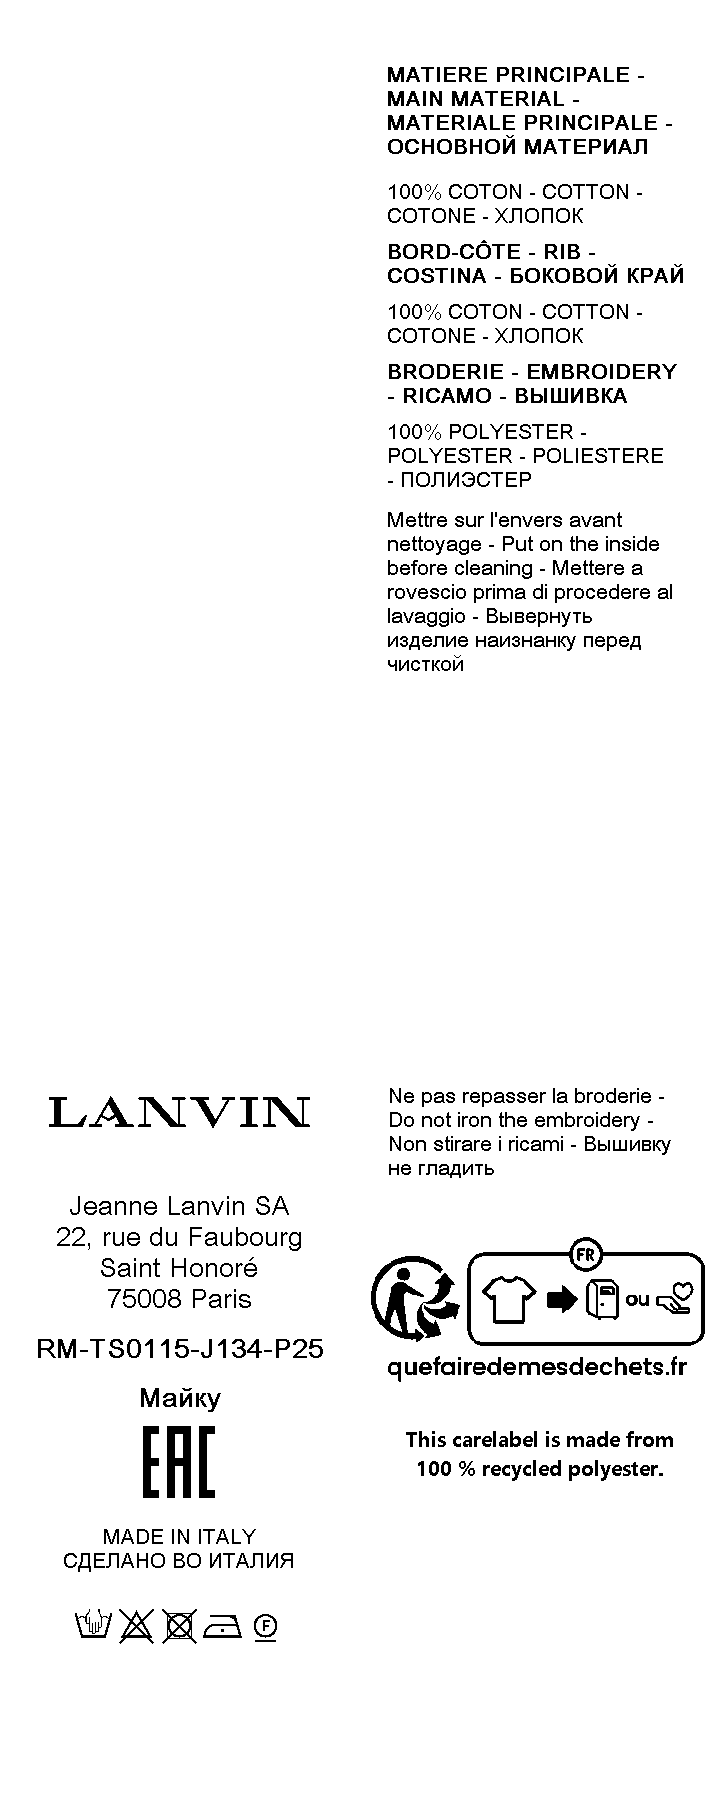 MATIERE PRINCIPALE -
MAIN MATERIAL -
MATERIALE PRINCIPALE -
ОСНОВНОЙ МАТЕРИАЛ
100% COTON - COTTON -
COTONE - ХЛОПОК
BORD-CÔTE - RIB -
COSTINA - БОКОВОЙ КРАЙ
100% COTON - COTTON -
COTONE - ХЛОПОК
BRODERIE - EMBROIDERY
- RICAMO - ВЫШИВКА
100% POLYESTER -
POLYESTER - POLIESTERE
- ПОЛИЭСТЕР
Mettre sur l'envers avant
nettoyage - Put on the inside
before cleaning - Mettere a
rovescio prima di procedere al
lavaggio - Вывернуть
изделие наизнанку перед
чисткой
LANVIN
Jeanne Lanvin SA
22, rue du Faubourg
Saint Honoré
75008 Paris
RM-TS0115-J134-P25
Майку
EAC
MADE IN ITALY
СДЕЛАНО ВО ИТАЛИЯ
F
Ne pas repasser la broderie -
Do not iron the embroidery -
Non stirare i ricami - Вышивку
не гладить
FR
ou
quefairedemesdechets.fr
This carelabel is made from
100 % recycled polyester.